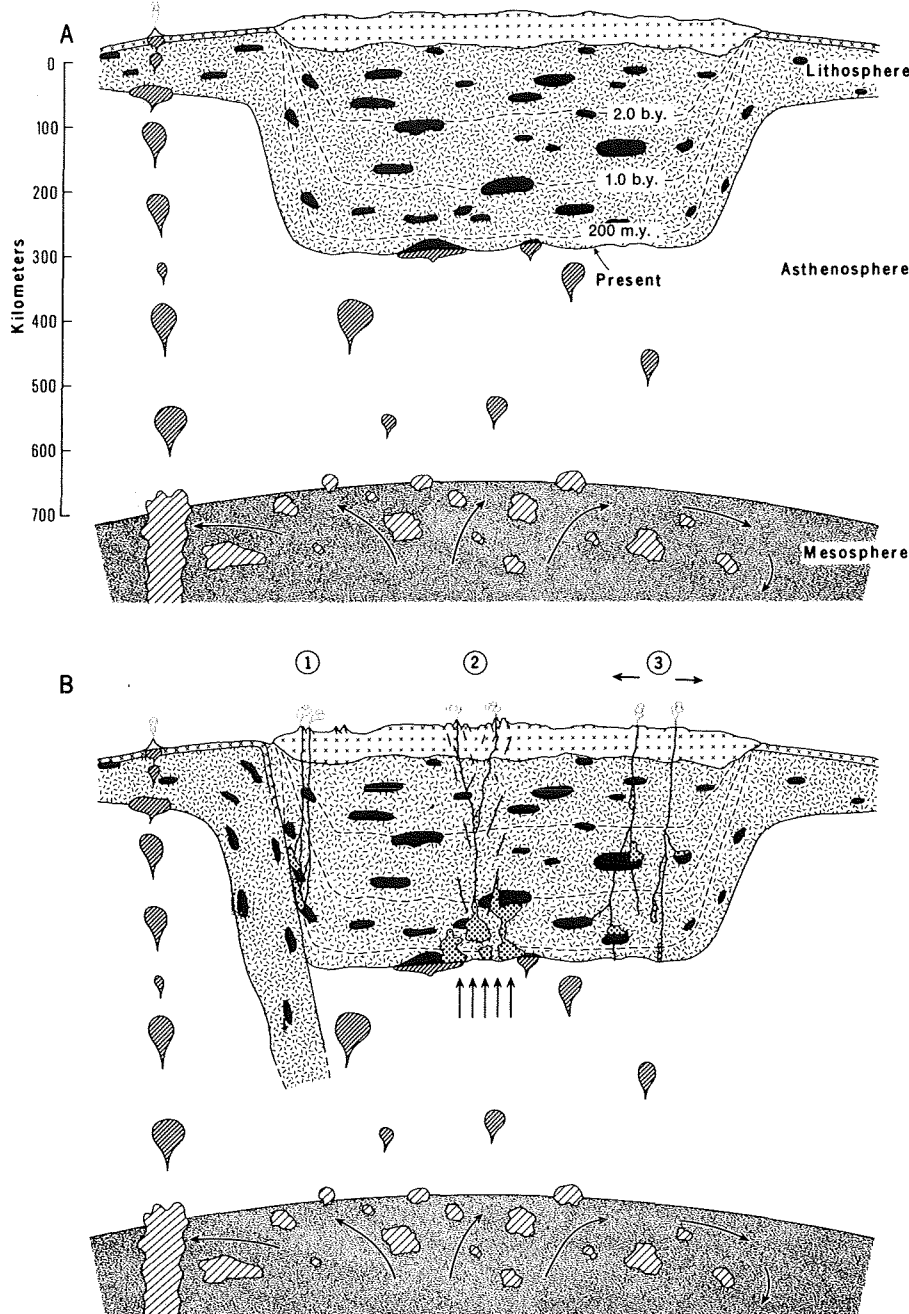 A
0
100
200
300
400
500
600
700
Kilometers
Lithosphere
2.0 b.y.
1.0 b.y.
200 m.y.
Present
Asthenosphere
Mesosphere
B
1
2
3